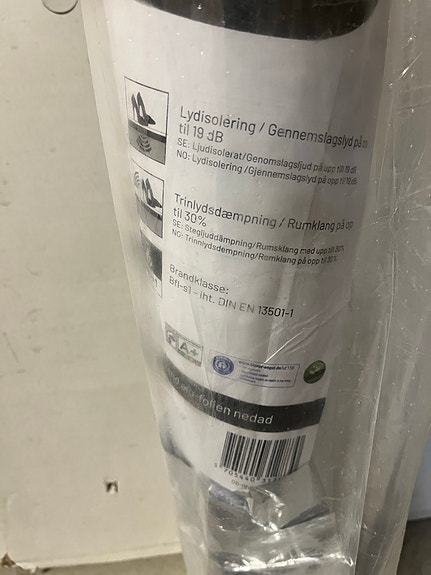 Lydisolering / Gennemslagslyd på
til 19 dB
SE: Ljudisolerat/Genomslagsljud på upp till 19 dB
NO: Lydisolering/Gjennemslagslyd på opp til 19 dB
Trinlydsdæmpning / Rumklang på op
til 30%
SE: Stegljuddämpning/Rumsklang med upp till 30%
NO: Trinnlydsdempning/Romklang på opp til 30%
Brandklasse:
Bfl-s1 - iht. DIN EN 13501-1
A+
-folien nedad